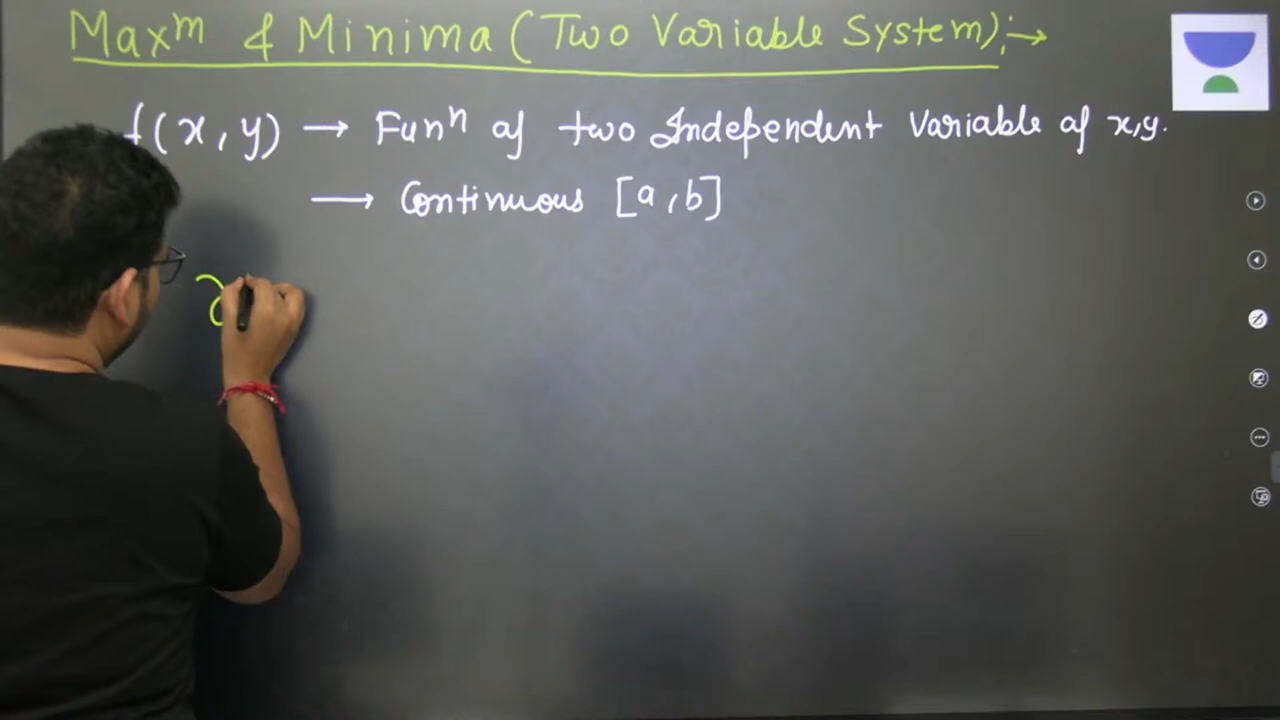 Maxᵐ & Minima (Two Variable System) :→
f(x, y) → Funⁿ of two Independent Variable of x,y.
→ Continuous [a, b]
∂